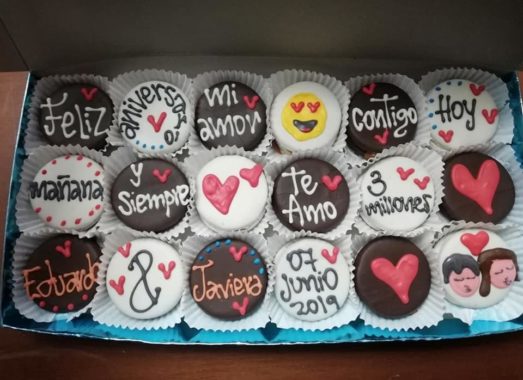 Feliz
aniversario
mi
amor
contigo
Hoy
mañana
y
Siempre
te
Amo
3
millones
Eduardo
&
Javiera
07
junio
2019